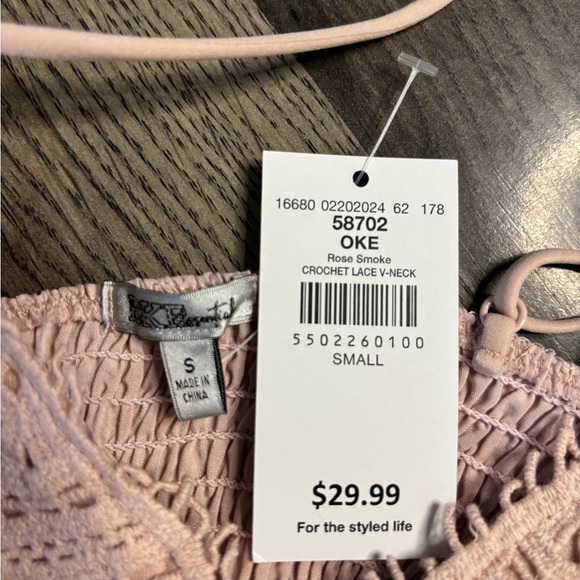 16680 02202024 62 178
58702
OKE
Rose Smoke
CROCHET LACE V-NECK
5502260100
SMALL
$29.99
For the styled life
essential
S
MADE IN
CHINA